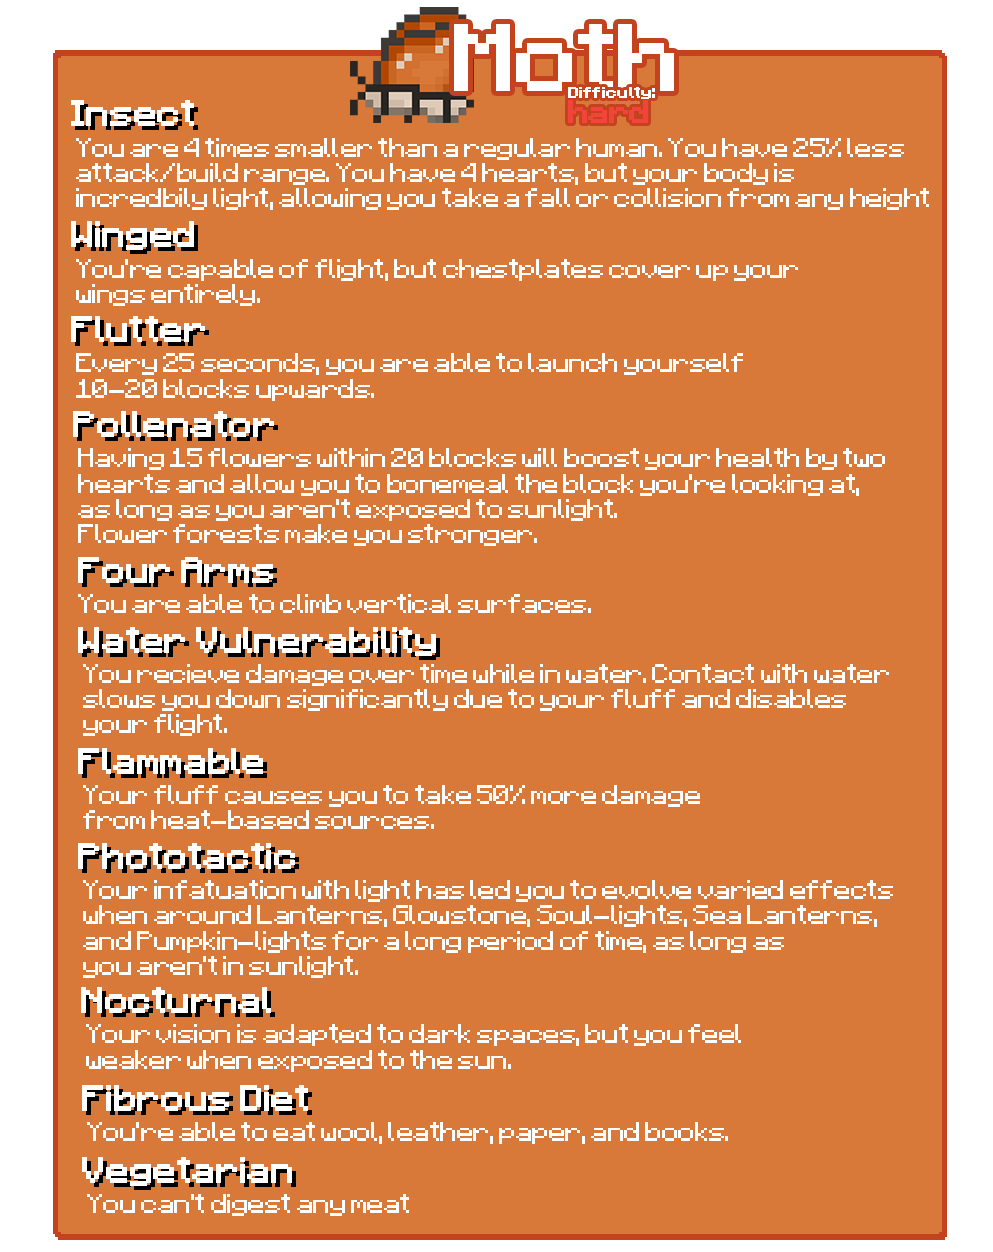 Moth
Difficulty:
hard
Insect
You are 4 times smaller than a regular human. You have 25% less
attack/build range. You have 4 hearts, but your body is
incredbily light, allowing you take a fall or collision from any height
Winged
You're capable of flight, but chestplates cover up your
wings entirely.
Flutter
Every 25 seconds, you are able to launch yourself
10-20 blocks upwards.
Pollenator
Having 15 flowers within 20 blocks will boost your health by two
hearts and allow you to bonemeal the block you're looking at,
as long as you aren't exposed to sunlight.
Flower forests make you stronger.
Four Arms
You are able to climb vertical surfaces.
Water Vulnerability
You recieve damage over time while in water. Contact with water
slows you down significantly due to your fluff and disables
your flight.
Flammable
Your fluff causes you to take 50% more damage
from heat-based sources.
Phototactic
Your infatuation with light has led you to evolve varied effects
when around Lanterns, Glowstone, Soul-lights, Sea Lanterns,
and Pumpkin-lights for a long period of time, as long as
you aren't in sunlight.
Nocturnal
Your vision is adapted to dark spaces, but you feel
weaker when exposed to the sun.
Fibrous Diet
You're able to eat wool, leather, paper, and books.
Vegetarian
You can't digest any meat